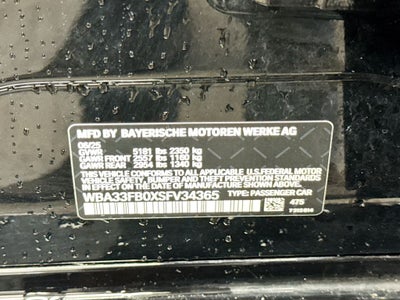 MFD BY BAYERISCHE MOTOREN WERKE AG
06/25
GVWR 5181 lbs 2350 kg
GAWR FRONT 2557 lbs 1160 kg
GAWR REAR 2954 lbs 1340 kg
THIS VEHICLE CONFORMS TO ALL APPLICABLE U.S. FEDERAL MOTOR
VEHICLE SAFETY, BUMPER AND THEFT PREVENTION STANDARDS
IN EFFECT ON THE DATE OF MANUFACTURE SHOWN ABOVE.
WBA33FB0XSFV34365 TYPE: PASSENGER CAR
475